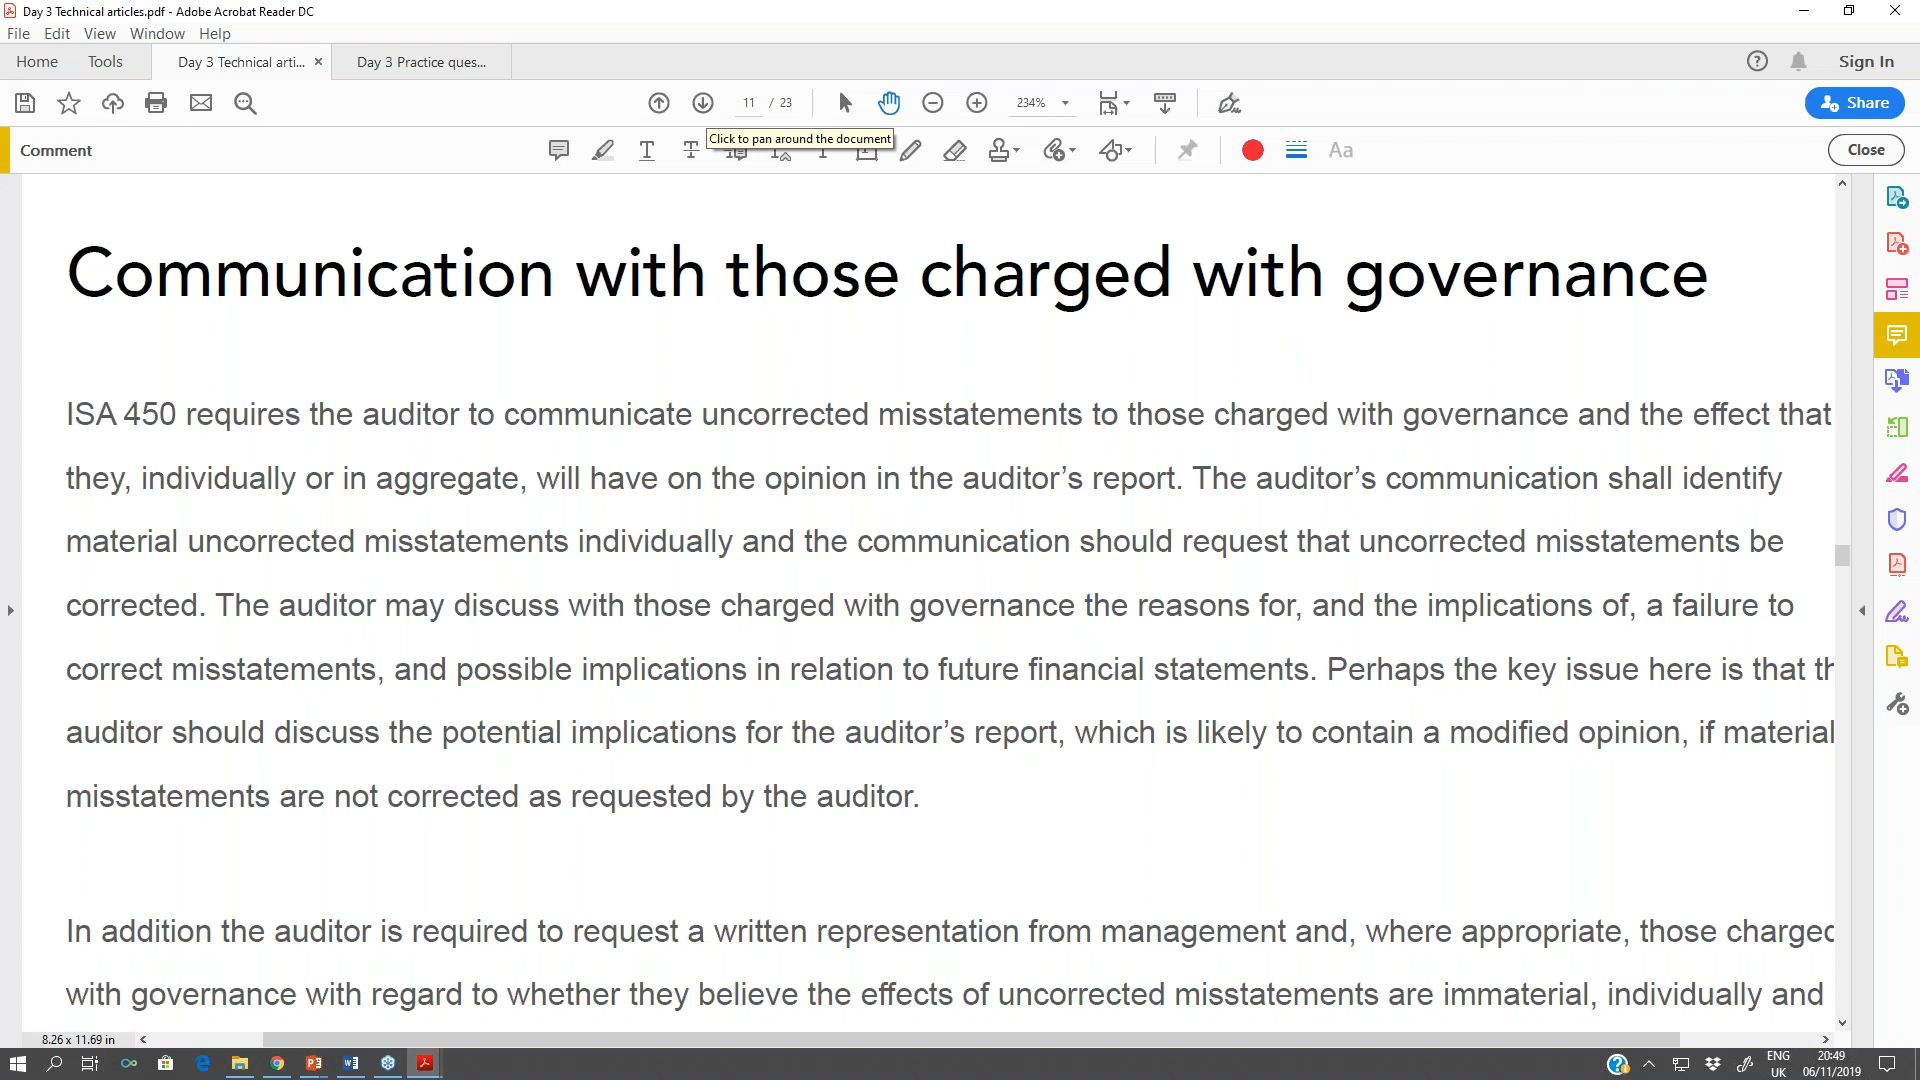 Day 3 Technical articles.pdf - Adobe Acrobat Reader DC
File Edit View Window Help
Home Tools Day 3 Technical arti... Day 3 Practice ques... Sign In
11 / 23 234% Share
Click to pan around the document
Comment Aa Close
Communication with those charged with governance
ISA 450 requires the auditor to communicate uncorrected misstatements to those charged with governance and the effect that
they, individually or in aggregate, will have on the opinion in the auditor’s report. The auditor’s communication shall identify
material uncorrected misstatements individually and the communication should request that uncorrected misstatements be
corrected. The auditor may discuss with those charged with governance the reasons for, and the implications of, a failure to
correct misstatements, and possible implications in relation to future financial statements. Perhaps the key issue here is that th
auditor should discuss the potential implications for the auditor’s report, which is likely to contain a modified opinion, if material
misstatements are not corrected as requested by the auditor.
In addition the auditor is required to request a written representation from management and, where appropriate, those charged
with governance with regard to whether they believe the effects of uncorrected misstatements are immaterial, individually and
8.26 x 11.69 in
ENG 20:49
UK 06/11/2019